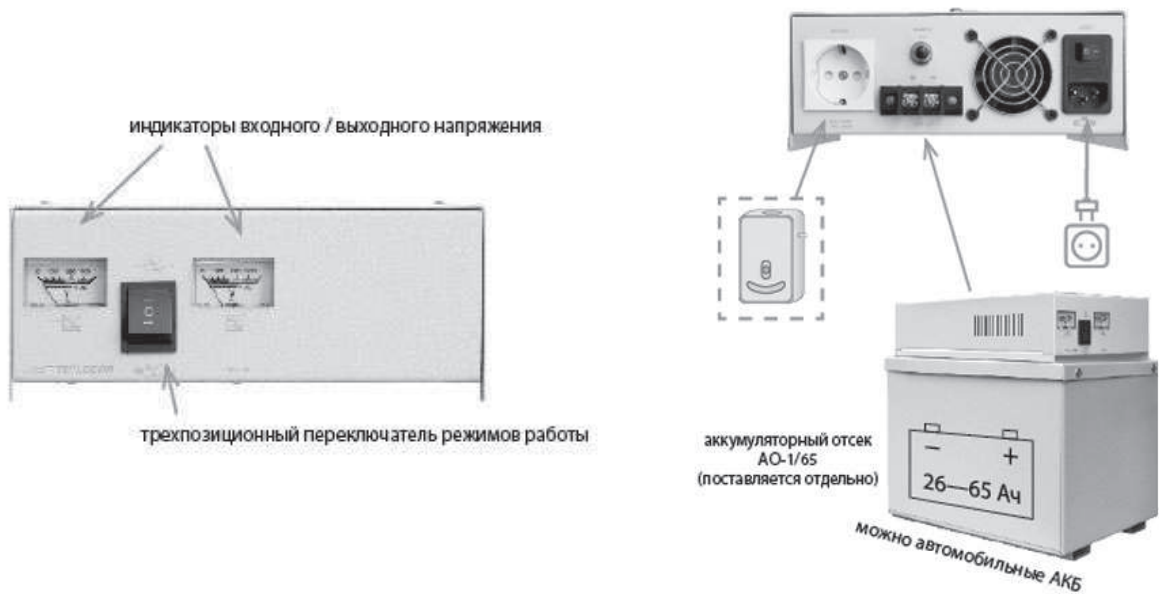 индикаторы входного / выходного напряжения
трехпозиционный переключатель режимов работы
аккумуляторный отсек
АО-1/65
(поставляется отдельно)
— +
26—65 Ач
можно автомобильные АКБ